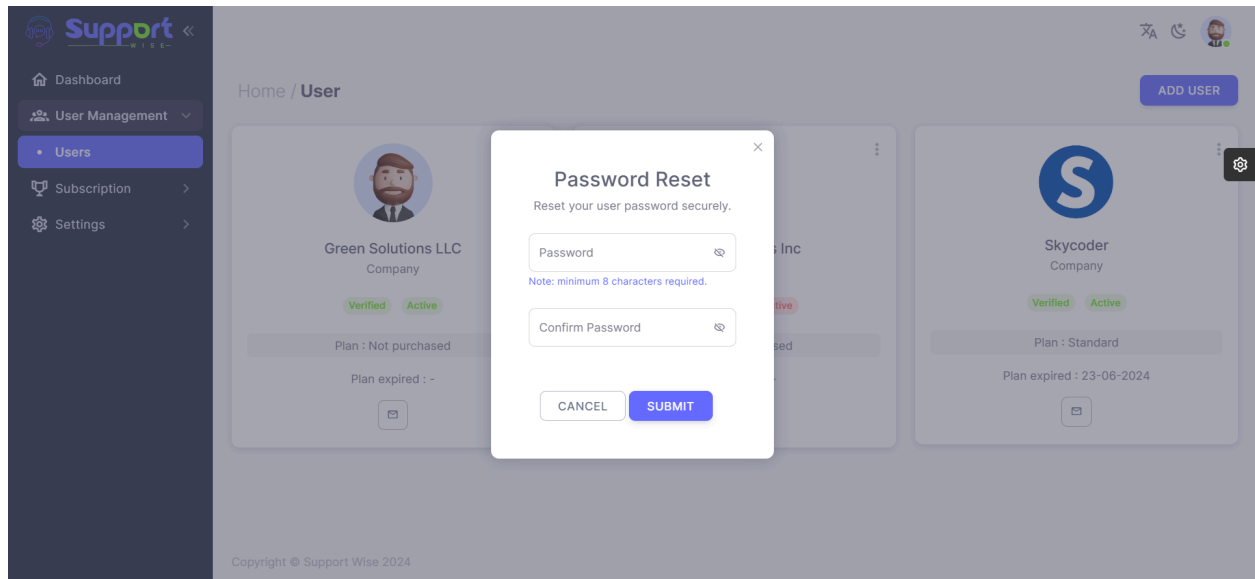 Support
WISE
Dashboard
User Management
Users
Subscription
Settings
Home / User
ADD USER
Green Solutions LLC
Company
Verified Active
Plan : Not purchased
Plan expired : -
Inc
Skycoder
Company
Verified Active
Plan : Standard
Plan expired : 23-06-2024
Password Reset
Reset your user password securely.
Password
Note: minimum 8 characters required.
Confirm Password
CANCEL SUBMIT
Copyright © Support Wise 2024